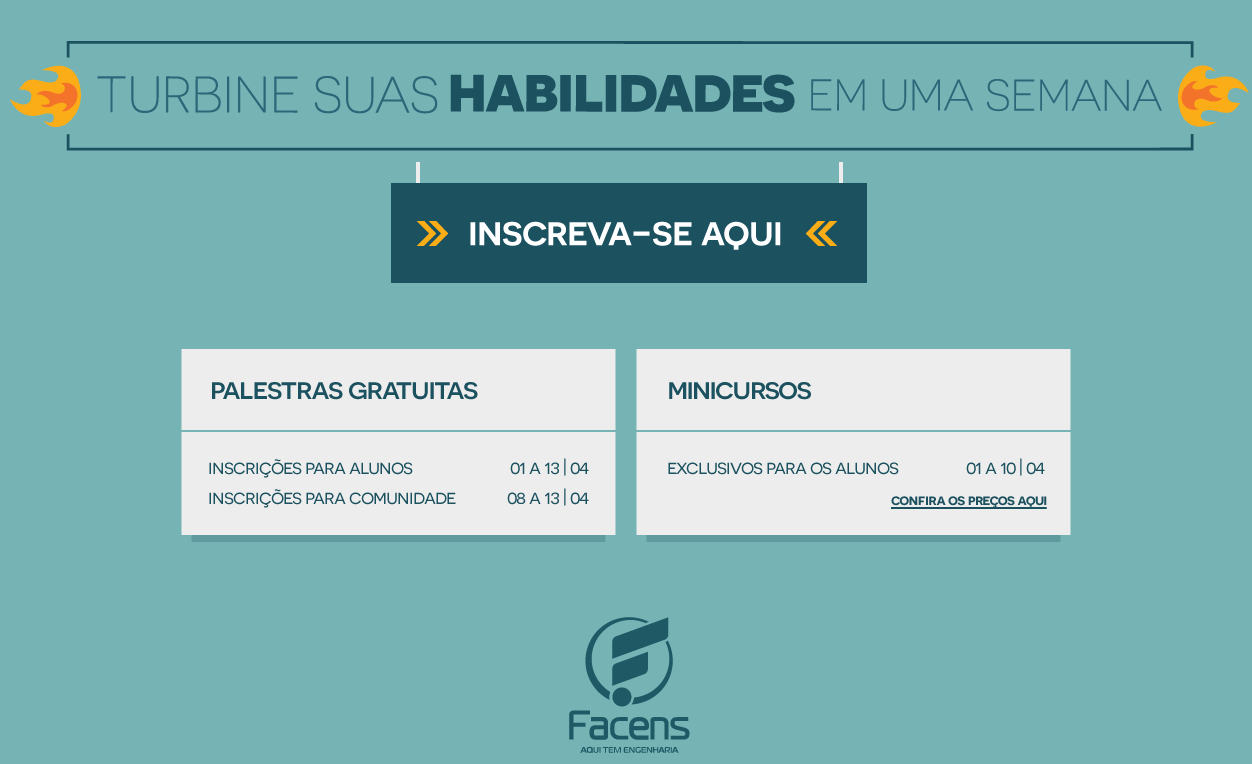 TURBINE SUAS HABILIDADES EM UMA SEMANA
INSCREVA-SE AQUI
PALESTRAS GRATUITAS
INSCRIÇÕES PARA ALUNOS 01 A 13|04
INSCRIÇÕES PARA COMUNIDADE 08 A 13|04
MINICURSOS
EXCLUSIVOS PARA OS ALUNOS 01 A 10|04
CONFIRA OS PREÇOS AQUI
Facens
AQUI TEM ENGENHARIA